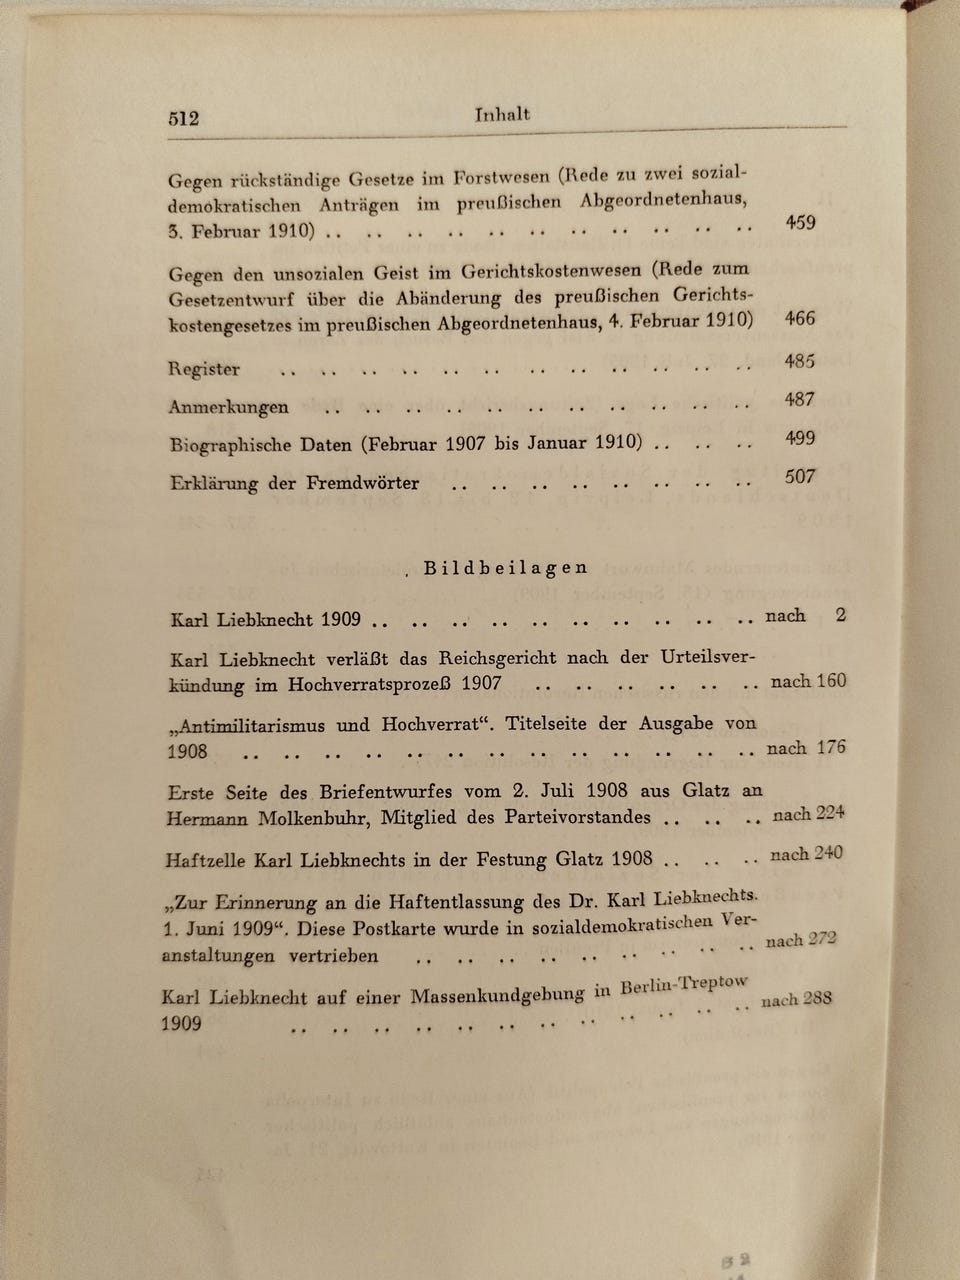 512
Inhalt
Gegen rückständige Gesetze im Forstwesen (Rede zu zwei sozial-
demokratischen Anträgen im preußischen Abgeordnetenhaus,
3. Februar 1910) .. .. .. .. .. .. .. .. .. .. .. 459
Gegen den unsozialen Geist im Gerichtskostenwesen (Rede zum
Gesetzentwurf über die Abänderung des preußischen Gerichts-
kostengesetzes im preußischen Abgeordnetenhaus, 4. Februar 1910) 466
Register .. .. .. .. .. .. .. .. .. .. .. .. 485
Anmerkungen .. .. .. .. .. .. .. .. .. .. .. 487
Biographische Daten (Februar 1907 bis Januar 1910) .. .. .. 499
Erklärung der Fremdwörter .. .. .. .. .. .. .. .. 507
Bildbeilagen
Karl Liebknecht 1909 .. .. .. .. .. .. .. .. .. .. nach 2
Karl Liebknecht verläßt das Reichsgericht nach der Urteilsver-
kündung im Hochverratsprozeß 1907 .. .. .. .. .. .. nach 160
„Antimilitarismus und Hochverrat“. Titelseite der Ausgabe von
1908 .. .. .. .. .. .. .. .. .. .. .. .. .. nach 176
Erste Seite des Briefentwurfes vom 2. Juli 1908 aus Glatz an
Hermann Molkenbuhr, Mitglied des Parteivorstandes .. .. .. nach 224
Haftzelle Karl Liebknechts in der Festung Glatz 1908 .. .. .. nach 240
„Zur Erinnerung an die Haftentlassung des Dr. Karl Liebknechts.
1. Juni 1909“. Diese Postkarte wurde in sozialdemokratischen Ver-
anstaltungen vertrieben .. .. .. .. .. .. .. .. .. nach 272
Karl Liebknecht auf einer Massenkundgebung in Berlin-Treptow
1909 .. .. .. .. .. .. .. .. .. .. .. .. nach 288